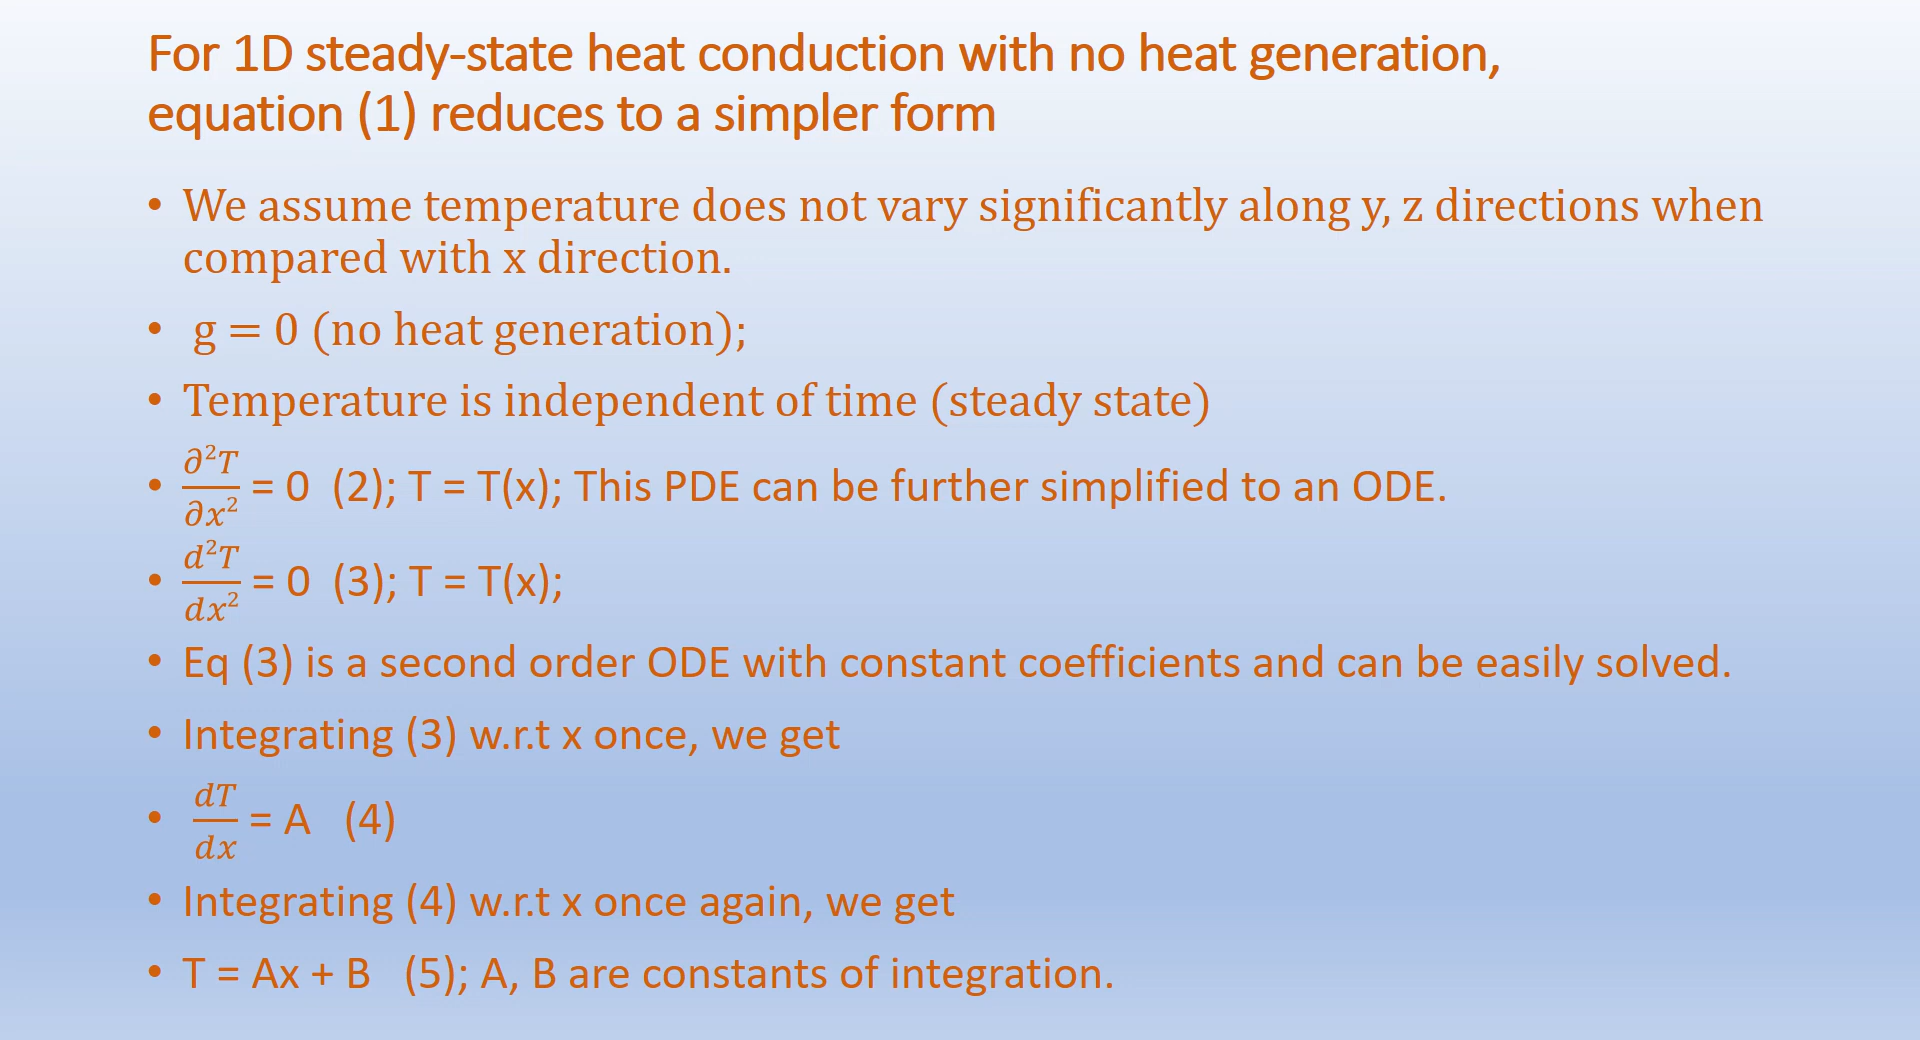 For 1D steady-state heat conduction with no heat generation,
equation (1) reduces to a simpler form
• We assume temperature does not vary significantly along y, z directions when
compared with x direction.
• g = 0 (no heat generation);
• Temperature is independent of time (steady state)
• ∂²T/∂x² = 0 (2); T = T(x); This PDE can be further simplified to an ODE.
• d²T/dx² = 0 (3); T = T(x);
• Eq (3) is a second order ODE with constant coefficients and can be easily solved.
• Integrating (3) w.r.t x once, we get
• dT/dx = A (4)
• Integrating (4) w.r.t x once again, we get
• T = Ax + B (5); A, B are constants of integration.